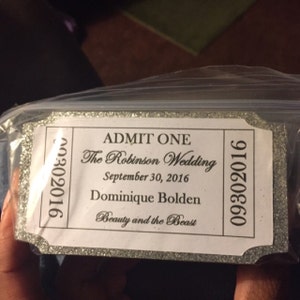 ADMIT ONE
The Robinson Wedding
September 30, 2016
Dominique Bolden
Beauty and the Beast
09302016
09302016